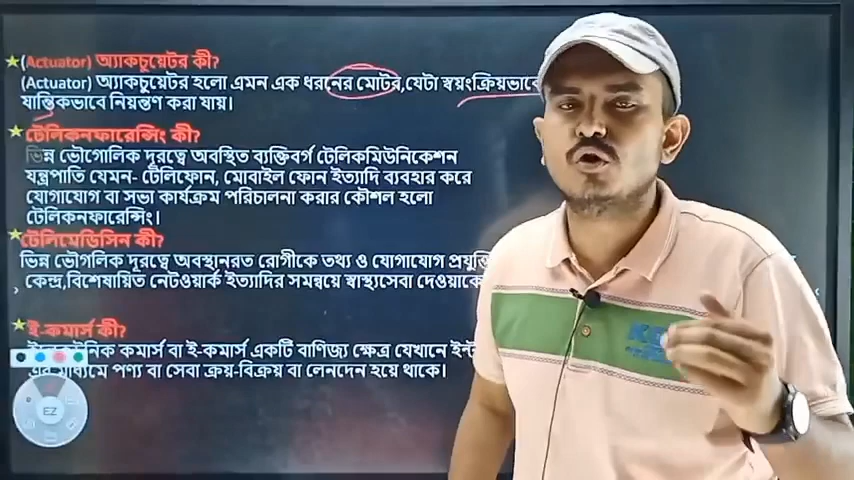 (Actuator) অ্যাকচুয়েটর কী?
(Actuator) অ্যাকচুয়েটর হলো এমন এক ধরনের মোটর,যেটা স্বয়ংক্রিয়ভাবে
যান্ত্রিকভাবে নিয়ন্ত্রণ করা যায়।
টেলিকনফারেন্সিং কী?
ভিন্ন ভৌগোলিক দূরত্বে অবস্থিত ব্যক্তিবর্গ টেলিকমিউনিকেশন
যন্ত্রপাতি যেমন- টেলিফোন, মোবাইল ফোন ইত্যাদি ব্যবহার করে
যোগাযোগ বা সভা কার্যক্রম পরিচালনা করার কৌশল হলো
টেলিকনফারেন্সিং।
টেলিমেডিসিন কী?
ভিন্ন ভৌগলিক দূরত্বে অবস্থানরত রোগীকে তথ্য ও যোগাযোগ
কেন্দ্র,বিশেষায়িত নেটওয়ার্ক ইত্যাদির সমন্বয়ে স্বাস্থ্যসেবা
ই-কমার্স কী?
কমার্স বা ই-কমার্স একটি বাণিজ্য ক্ষেত্র যেখানে
মাধ্যমে পণ্য বা সেবা ক্রয়-বিক্রয় বা লেনদেন হয়ে থাকে।
EZ